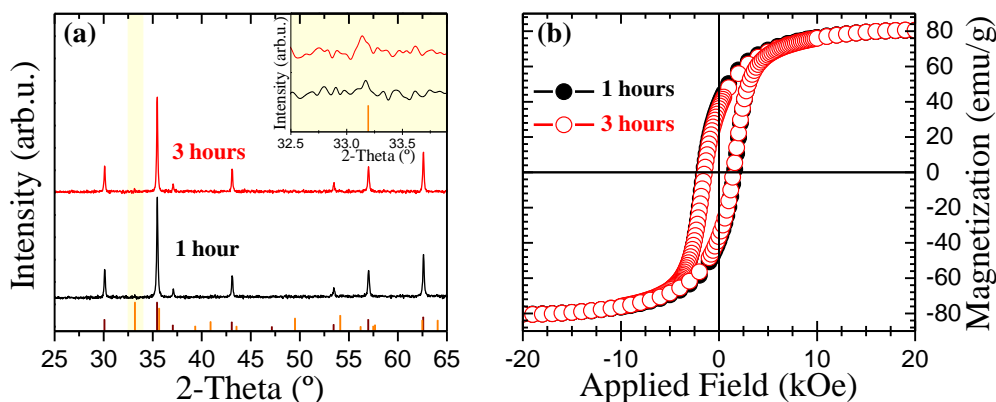 (a)
Intensity (arb.u.)
3 hours
1 hour
25 30 35 40 45 50 55 60 65
2-Theta (º)
Intensity (arb.u.)
32.5 33.0 33.5
2-Theta (º)
(b)
1 hours
3 hours
80
60
40
20
0
-20
-40
-60
-80
Magnetization (emu/g)
-20 -10 0 10 20
Applied Field (kOe)